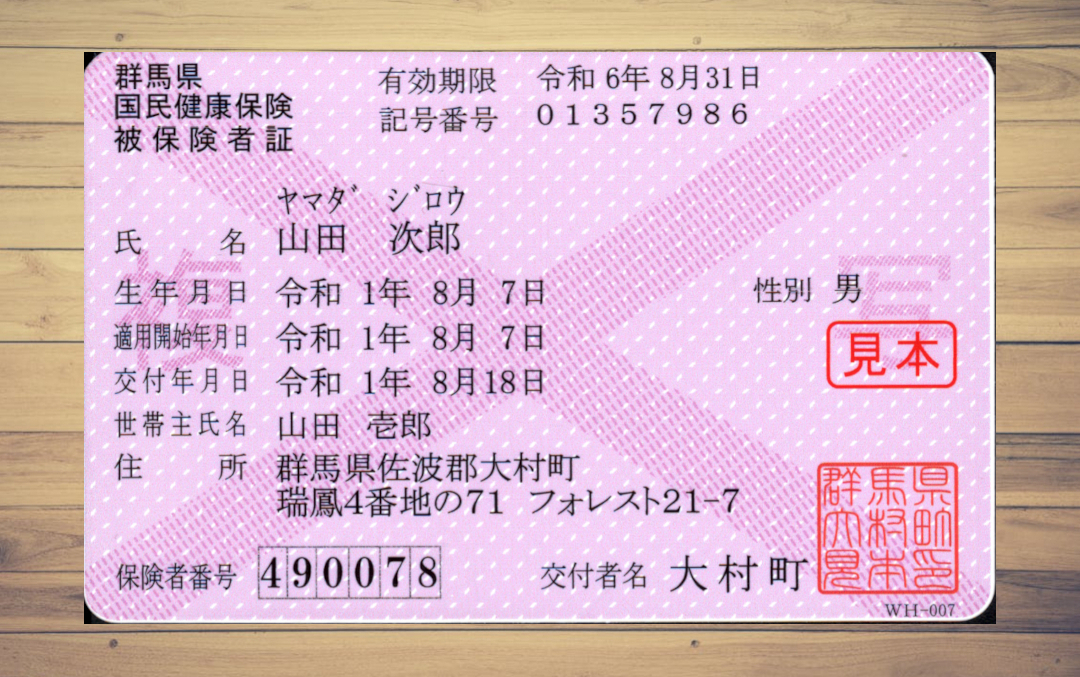 群馬県
国民健康保険
被保険者証
有効期限 令和 6年 8月31日
記号番号 01357986
ヤマダ ジロウ
氏名 山田 次郎
生年月日 令和 1年 8月 7日
性別 男
適用開始年月日 令和 1年 8月 7日
交付年月日 令和 1年 8月18日
世帯主氏名 山田 壱郎
住所 群馬県佐波郡大村町
瑞鳳4番地の71 フォレスト21-7
保険者番号 490078
交付者名 大村町
複写
見本
群馬県
大村町
見本印
WH-007